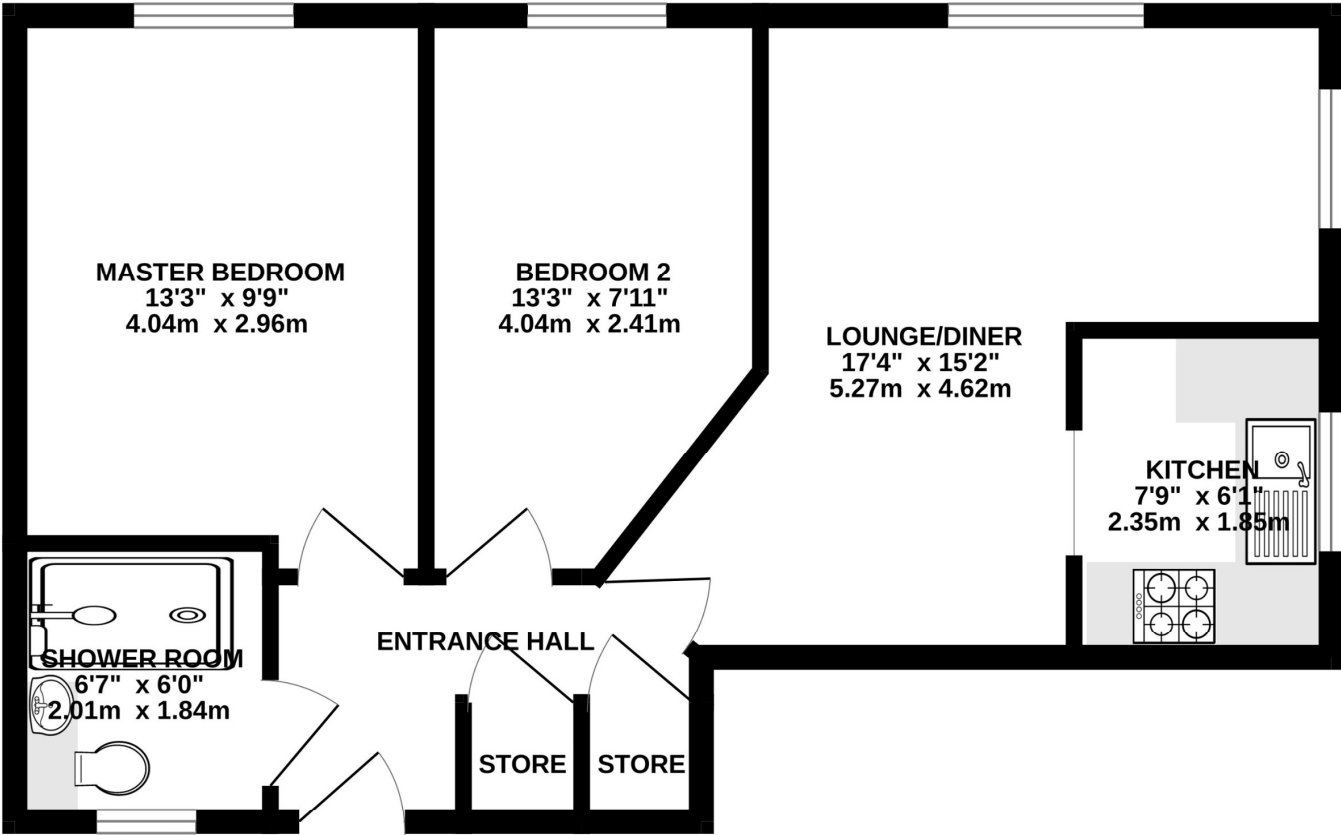 MASTER BEDROOM
13'3" x 9'9"
4.04m x 2.96m
BEDROOM 2
13'3" x 7'11"
4.04m x 2.41m
LOUNGE/DINER
17'4" x 15'2"
5.27m x 4.62m
KITCHEN
7'9" x 6'1"
2.35m x 1.85m
ENTRANCE HALL
SHOWER ROOM
6'7" x 6'0"
2.01m x 1.84m
STORE
STORE